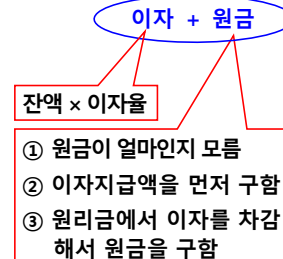 이자 + 원금
잔액 × 이자율
① 원금이 얼마인지 모름
② 이자지급액을 먼저 구함
③ 원리금에서 이자를 차감
해서 원금을 구함